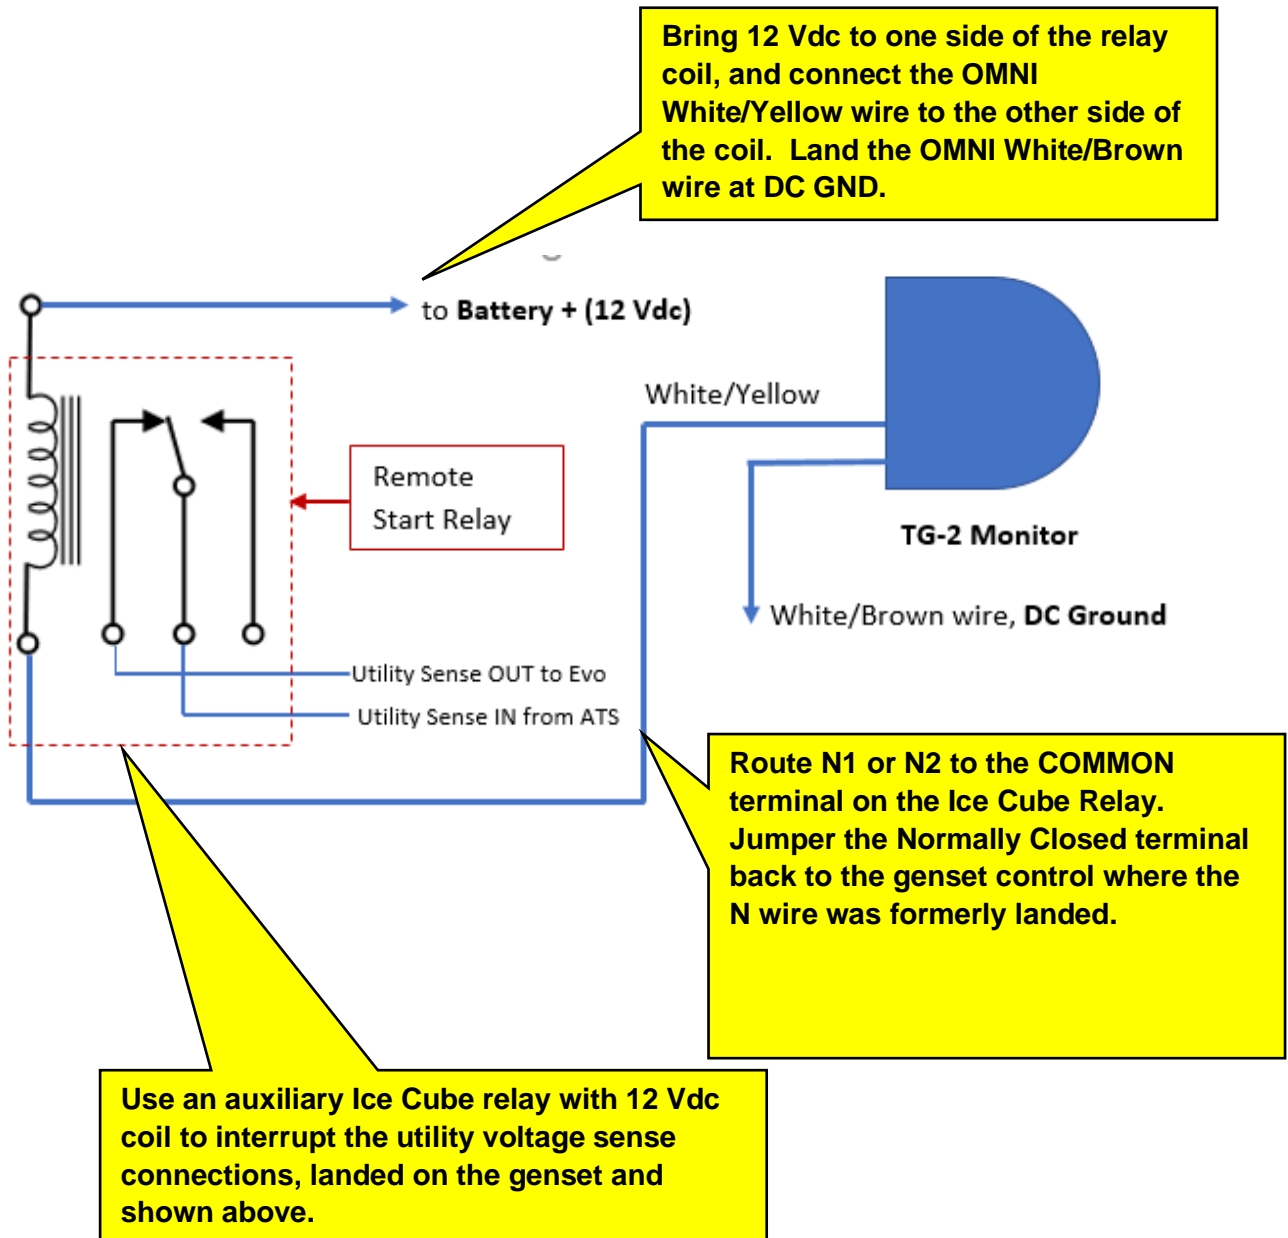 Bring 12 Vdc to one side of the relay
coil, and connect the OMNI
White/Yellow wire to the other side of
the coil.  Land the OMNI White/Brown
wire at DC GND.
to Battery + (12 Vdc)
White/Yellow
Remote
Start Relay
TG-2 Monitor
White/Brown wire, DC Ground
Utility Sense OUT to Evo
Utility Sense IN from ATS
Route N1 or N2 to the COMMON
terminal on the Ice Cube Relay.
Jumper the Normally Closed terminal
back to the genset control where the
N wire was formerly landed.
Use an auxiliary Ice Cube relay with 12 Vdc
coil to interrupt the utility voltage sense
connections, landed on the genset and
shown above.